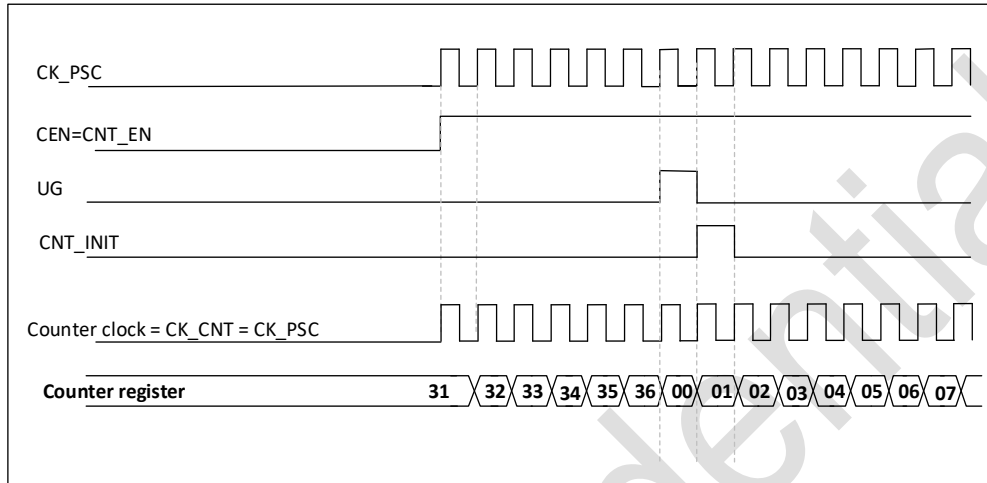 CK_PSC
CEN=CNT_EN
UG
CNT_INIT
Counter clock = CK_CNT = CK_PSC
Counter register 31 32 33 34 35 36 00 01 02 03 04 05 06 07